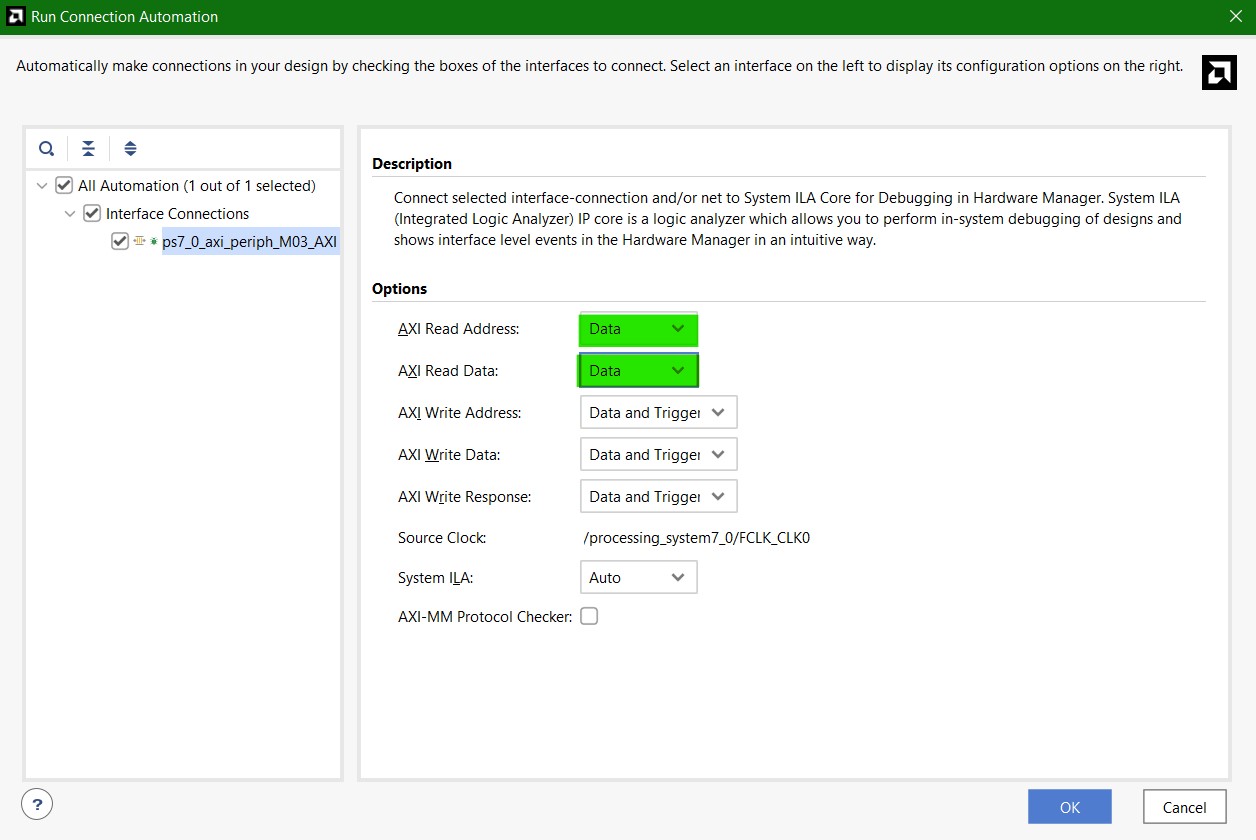 Run Connection Automation
Automatically make connections in your design by checking the boxes of the interfaces to connect. Select an interface on the left to display its configuration options on the right.
All Automation (1 out of 1 selected)
Interface Connections
ps7_0_axi_periph_M03_AXI
Description
Connect selected interface-connection and/or net to System ILA Core for Debugging in Hardware Manager. System ILA
(Integrated Logic Analyzer) IP core is a logic analyzer which allows you to perform in-system debugging of designs and
shows interface level events in the Hardware Manager in an intuitive way.
Options
AXI Read Address: Data
AXI Read Data: Data
AXI Write Address: Data and Trigger
AXI Write Data: Data and Trigger
AXI Write Response: Data and Trigger
Source Clock: /processing_system7_0/FCLK_CLK0
System ILA: Auto
AXI-MM Protocol Checker:
?
OK
Cancel